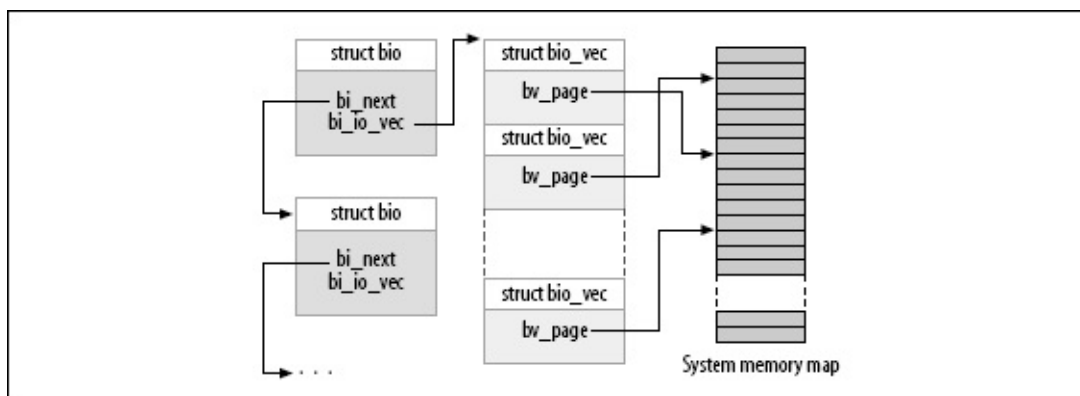 struct bio
bi_next
bi_io_vec
struct bio
bi_next
bi_io_vec
. . .
struct bio_vec
bv_page
struct bio_vec
bv_page
struct bio_vec
bv_page
System memory map